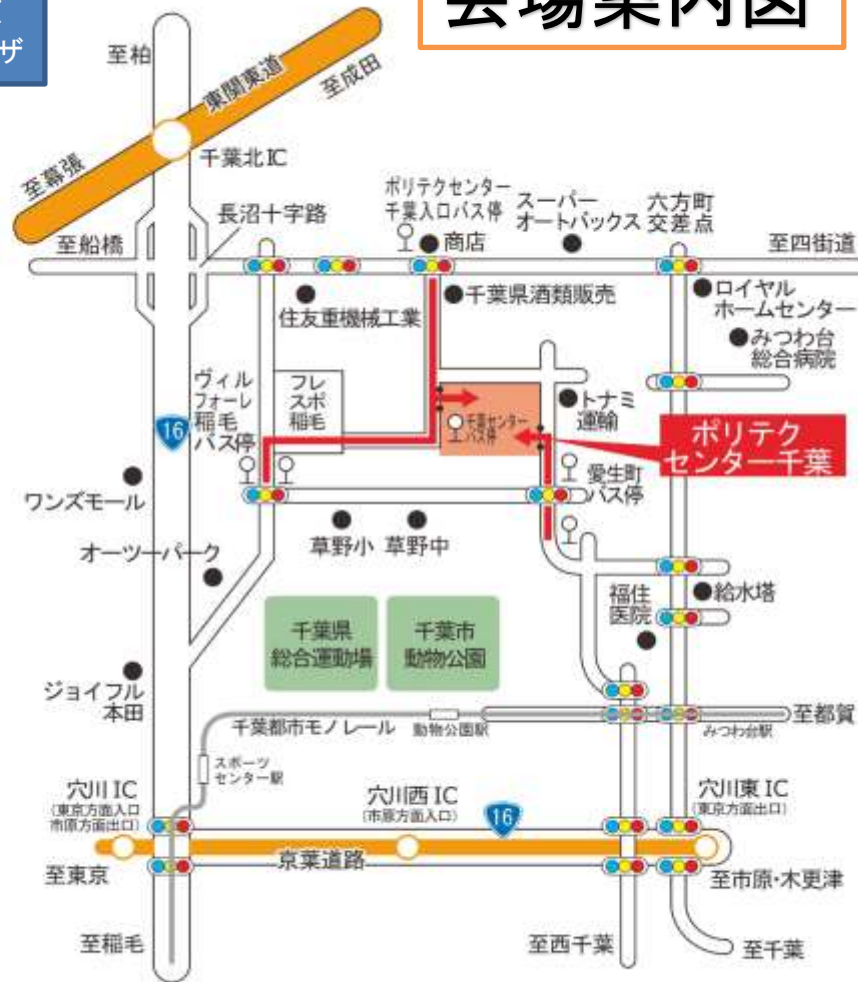 ザ
会場案内図
至柏
東関東道
至成田
至幕張
千葉北IC
長沼十字路
ポリテクセンター
千葉入口バス停
スーパー
オートバックス
六方町
交差点
至船橋
商店
至四街道
住友重機械工業
千葉県酒類販売
ロイヤル
ホームセンター
みつわ台
総合病院
ヴィル
フォーレ
稲毛
バス停
フレ
スポ
稲毛
16
千葉センター
バス停
トナミ
運輸
ポリテク
センター千葉
愛生町
バス停
ワンズモール
草野小
草野中
オーツーパーク
福住
医院
給水塔
千葉県
総合運動場
千葉市
動物公園
ジョイフル
本田
千葉都市モノレール
動物公園駅
至都賀
みつわ台駅
スポーツ
センター駅
穴川IC
(東京方面入口
市原方面出口)
穴川西IC
(市原方面入口)
16
穴川東IC
(東京方面出口)
至東京
京葉道路
至市原・木更津
至稲毛
至西千葉
至千葉